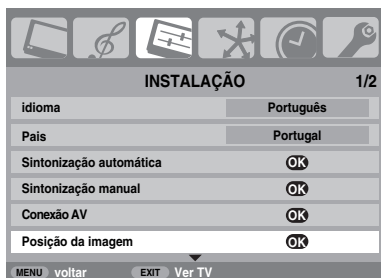 INSTALAÇÃO 1/2
idioma Português
Pais Portugal
Sintonização automática OK
Sintonização manual OK
Conexão AV OK
Posição da imagem OK
MENU voltar EXIT Ver TV